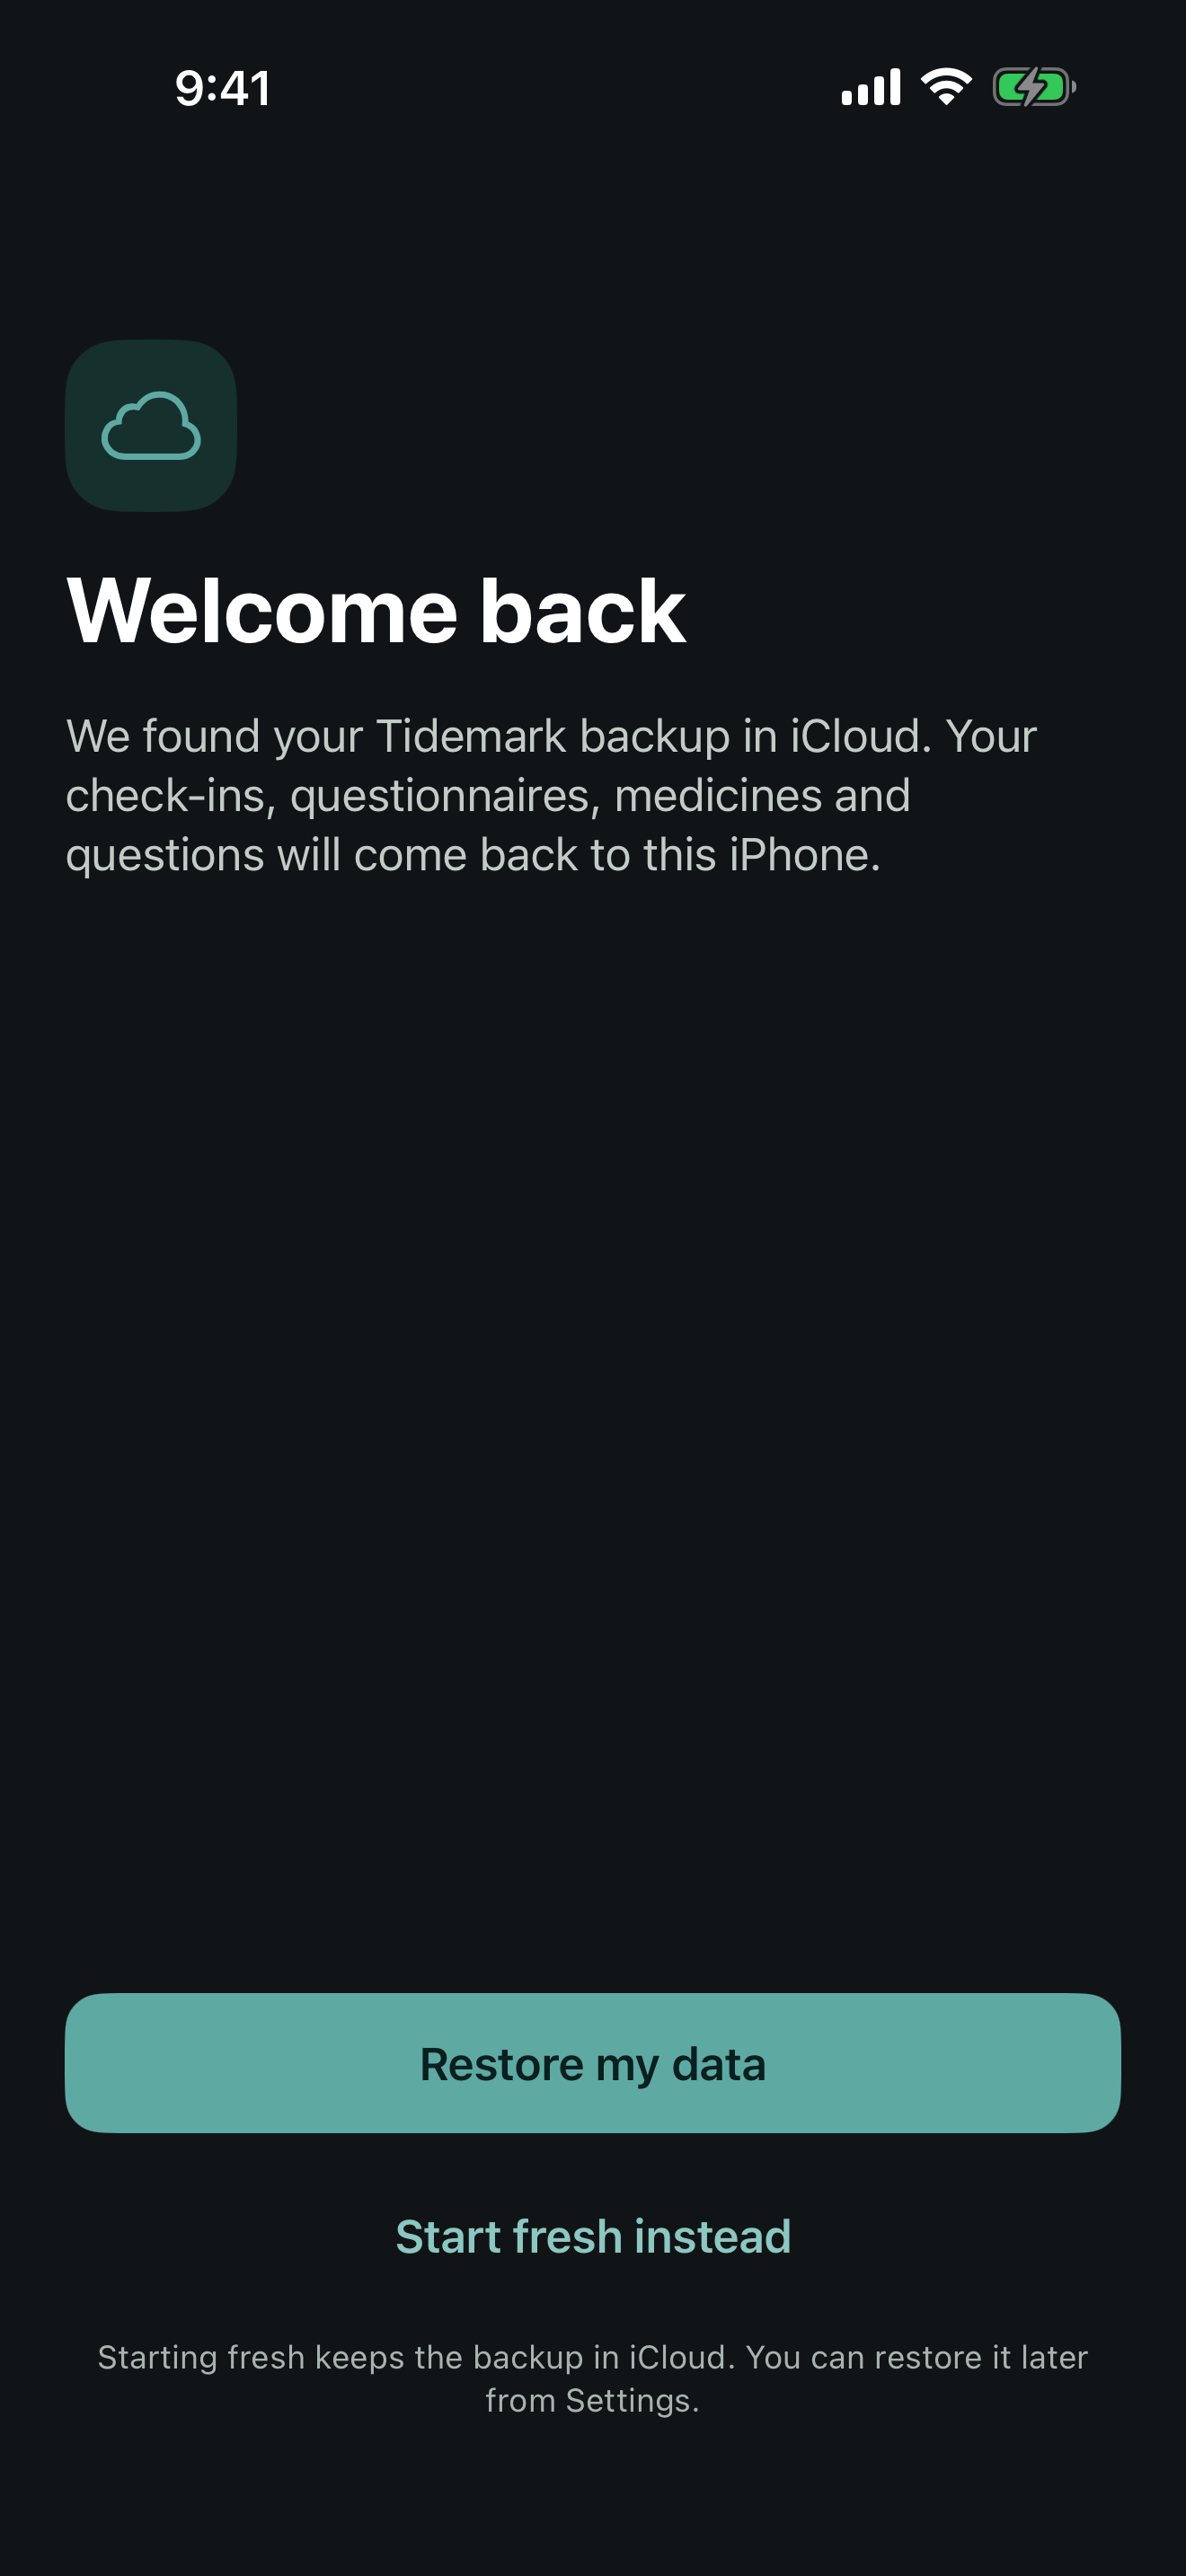 9:41
Welcome back
We found your Tidemark backup in iCloud. Your
check-ins, questionnaires, medicines and
questions will come back to this iPhone.
Restore my data
Start fresh instead
Starting fresh keeps the backup in iCloud. You can restore it later
from Settings.